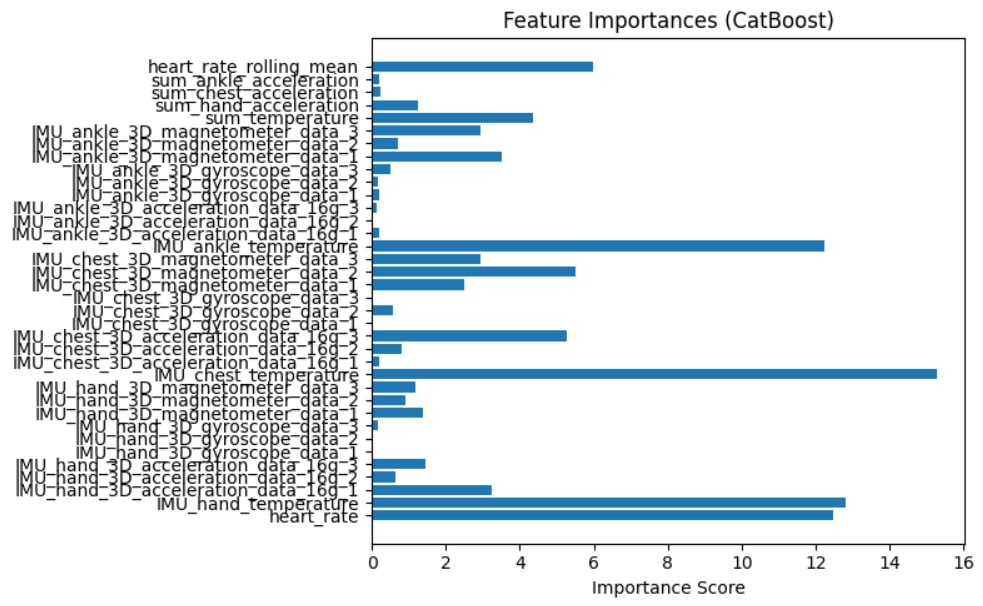 Feature Importances (CatBoost)
heart_rate_rolling_mean
sum_ankle_acceleration
sum_chest_acceleration
sum_hand_acceleration
sum_temperature
IMU_ankle_3D_magnetometer_data_3
IMU_ankle_3D_magnetometer_data_2
IMU_ankle_3D_magnetometer_data_1
IMU_ankle_3D_gyroscope_data_3
IMU_ankle_3D_gyroscope_data_2
IMU_ankle_3D_gyroscope_data_1
IMU_ankle_3D_acceleration_data_16g_3
IMU_ankle_3D_acceleration_data_16g_2
IMU_ankle_3D_acceleration_data_16g_1
IMU_ankle_temperature
IMU_chest_3D_magnetometer_data_3
IMU_chest_3D_magnetometer_data_2
IMU_chest_3D_magnetometer_data_1
IMU_chest_3D_gyroscope_data_3
IMU_chest_3D_gyroscope_data_2
IMU_chest_3D_gyroscope_data_1
IMU_chest_3D_acceleration_data_16g_3
IMU_chest_3D_acceleration_data_16g_2
IMU_chest_3D_acceleration_data_16g_1
IMU_chest_temperature
IMU_hand_3D_magnetometer_data_3
IMU_hand_3D_magnetometer_data_2
IMU_hand_3D_magnetometer_data_1
IMU_hand_3D_gyroscope_data_3
IMU_hand_3D_gyroscope_data_2
IMU_hand_3D_gyroscope_data_1
IMU_hand_3D_acceleration_data_16g_3
IMU_hand_3D_acceleration_data_16g_2
IMU_hand_3D_acceleration_data_16g_1
IMU_hand_temperature
heart_rate
0 2 4 6 8 10 12 14 16
Importance Score